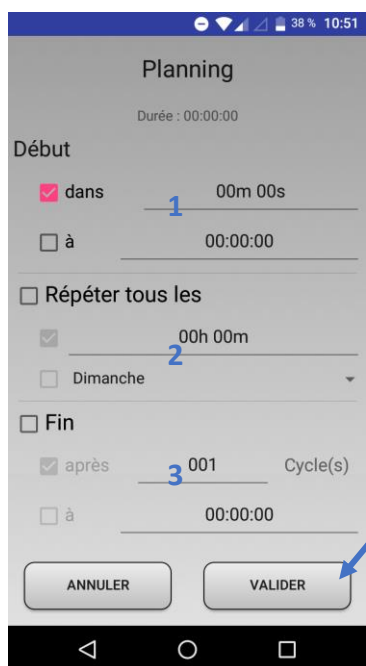 38 % 10:51
Planning
Durée : 00:00:00
Début
dans 00m 00s
1
à 00:00:00
Répéter tous les
00h 00m
2
Dimanche
Fin
après 001 Cycle(s)
3
à 00:00:00
ANNULER VALIDER